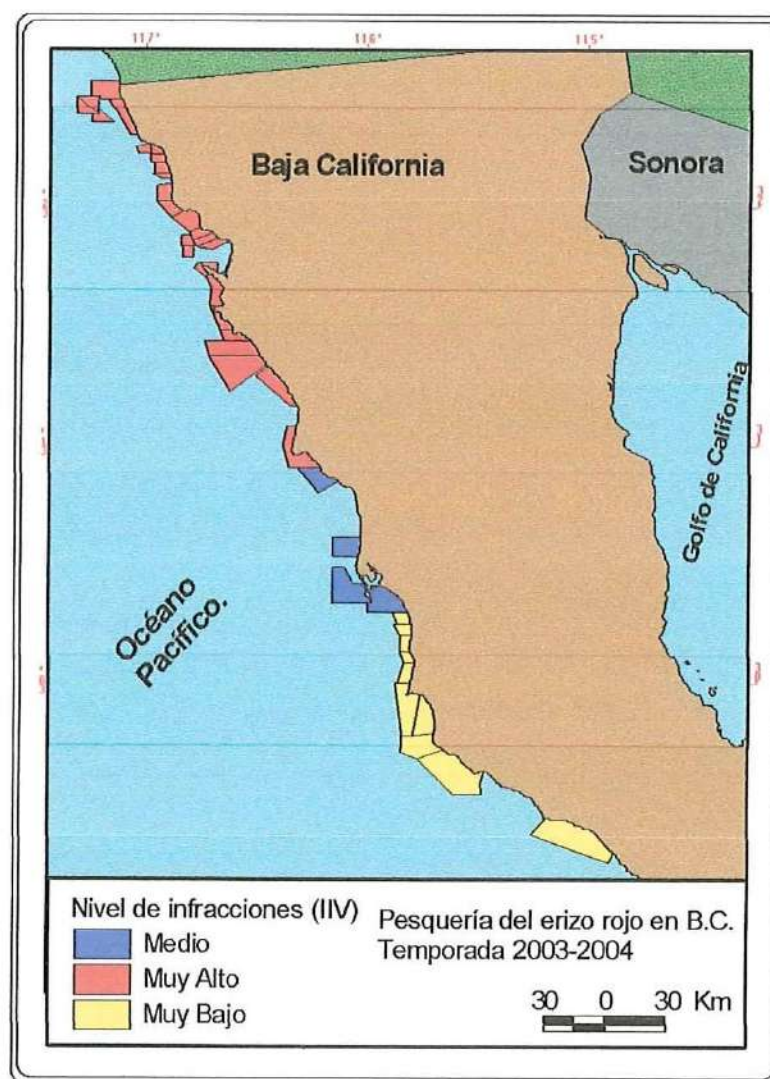 117° 116° 115°
Baja California
Sonora
Golfo de California
Océano
Pacífico.
Nivel de infracciones (IIV)
Medio
Muy Alto
Muy Bajo
Pesquería del erizo rojo en B.C.
Temporada 2003-2004
30 0 30 Km